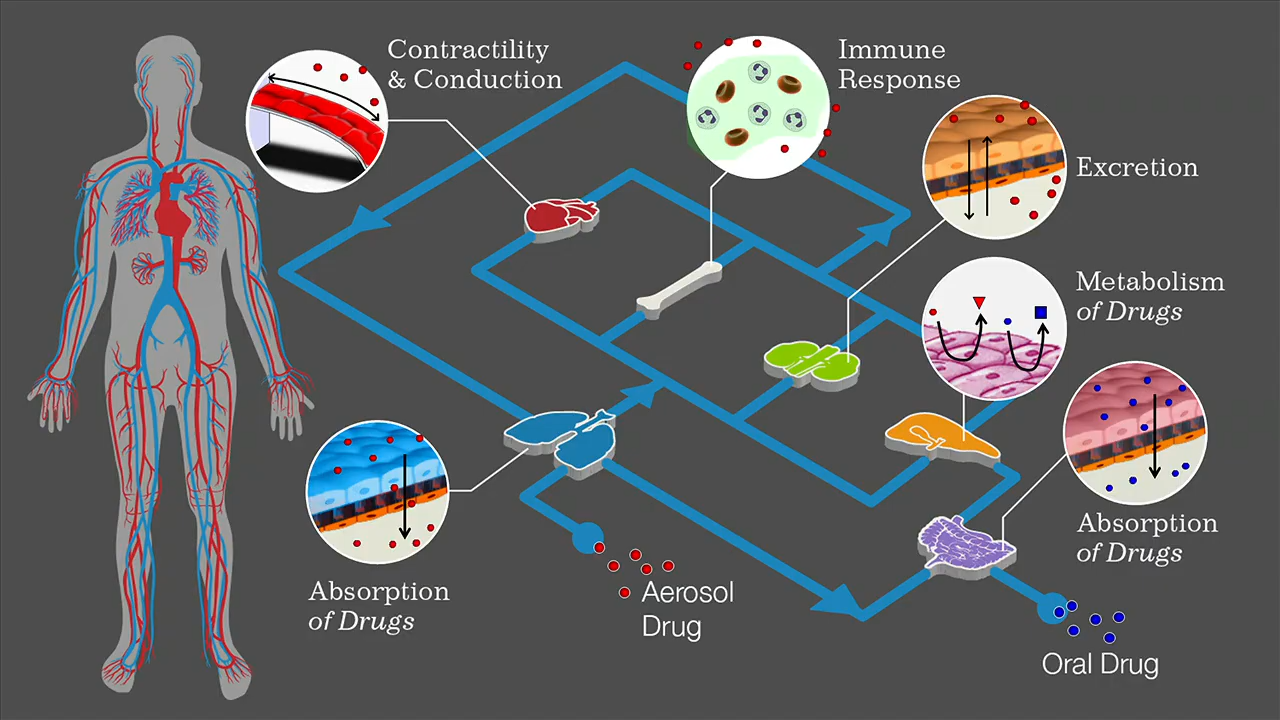 Contractility
& Conduction
Immune
Response
Excretion
Metabolism
of Drugs
Absorption
of Drugs
Absorption
of Drugs
Aerosol
Drug
Oral Drug